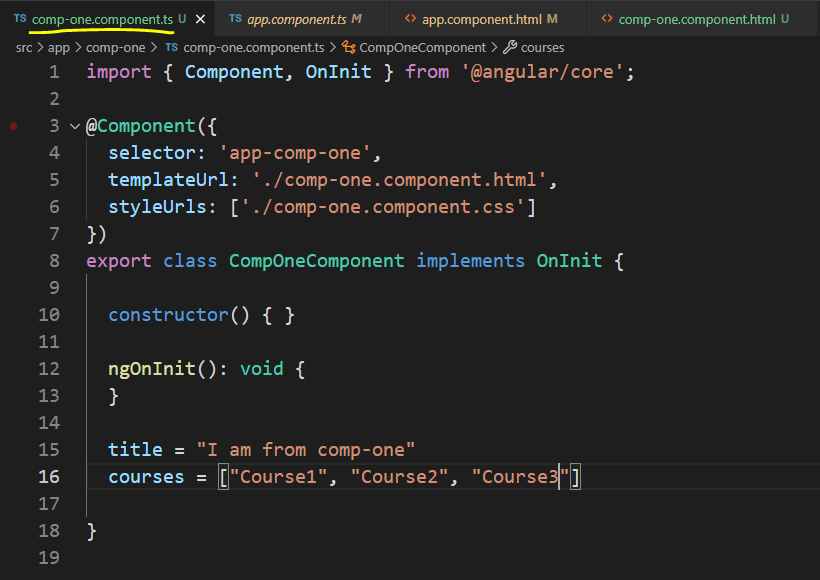 TS comp-one.component.ts U × TS app.component.ts M <> app.component.html M <> comp-one.component.html U
src > app > comp-one > TS comp-one.component.ts > CompOneComponent > courses
1 import { Component, OnInit } from '@angular/core';
2
3 @Component({
4 selector: 'app-comp-one',
5 templateUrl: './comp-one.component.html',
6 styleUrls: ['./comp-one.component.css']
7 })
8 export class CompOneComponent implements OnInit {
9
10 constructor() { }
11
12 ngOnInit(): void {
13 }
14
15 title = "I am from comp-one"
16 courses = ["Course1", "Course2", "Course3"]
17
18 }
19